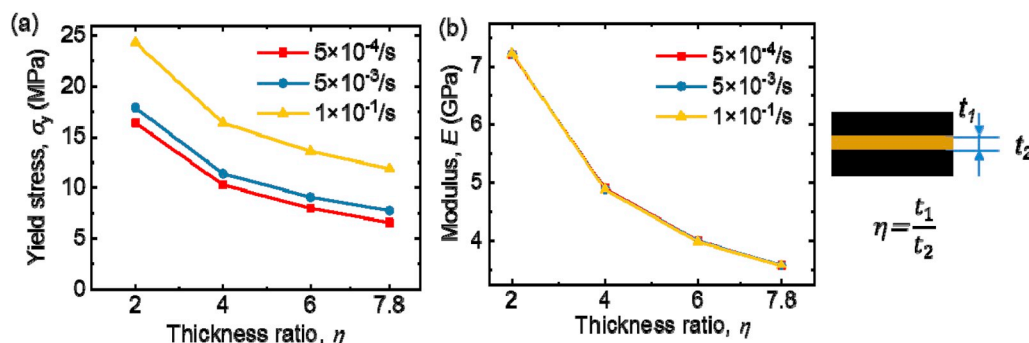 (a)
25
20
15
10
5
0
Yield stress, σy (MPa)
5×10-4/s
5×10-3/s
1×10-1/s
2 4 6 7.8
Thickness ratio, η
(b)
7
6
5
4
Modulus, E (GPa)
5×10-4/s
5×10-3/s
1×10-1/s
2 4 6 7.8
Thickness ratio, η
t1
t2
η=t1/t2